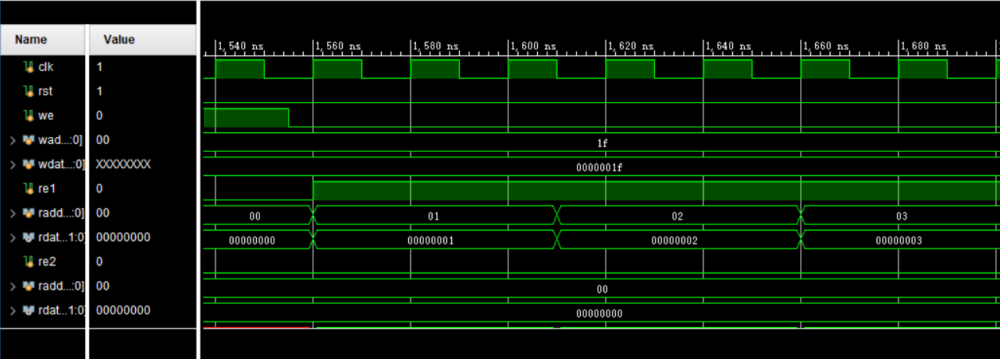 Name Value
1,540 ns 1,560 ns 1,580 ns 1,600 ns 1,620 ns 1,640 ns 1,660 ns 1,680 ns
clk 1
rst 1
we 0
wad...:0] 00 1f
wdat...:0] XXXXXXXX 0000001f
re1 0
radd...:0] 00 00 01 02 03
rdat...1:0] 00000000 00000000 00000001 00000002 00000003
re2 0
radd...:0] 00 00
rdat...1:0] 00000000 00000000